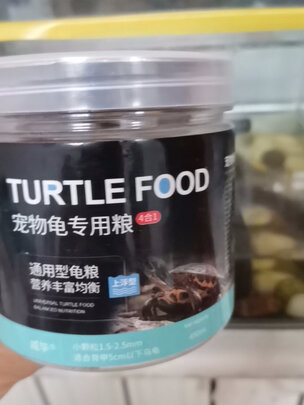 TURTLE FOOD
宠物龟专用粮 4合1
通用型龟粮
营养丰富均衡 上浮型
UNIVERSAL TURTLE FOOD
BALANCED NUTRITION
小颗粒1.5-2.5mm
适合背甲5cm以下乌龟